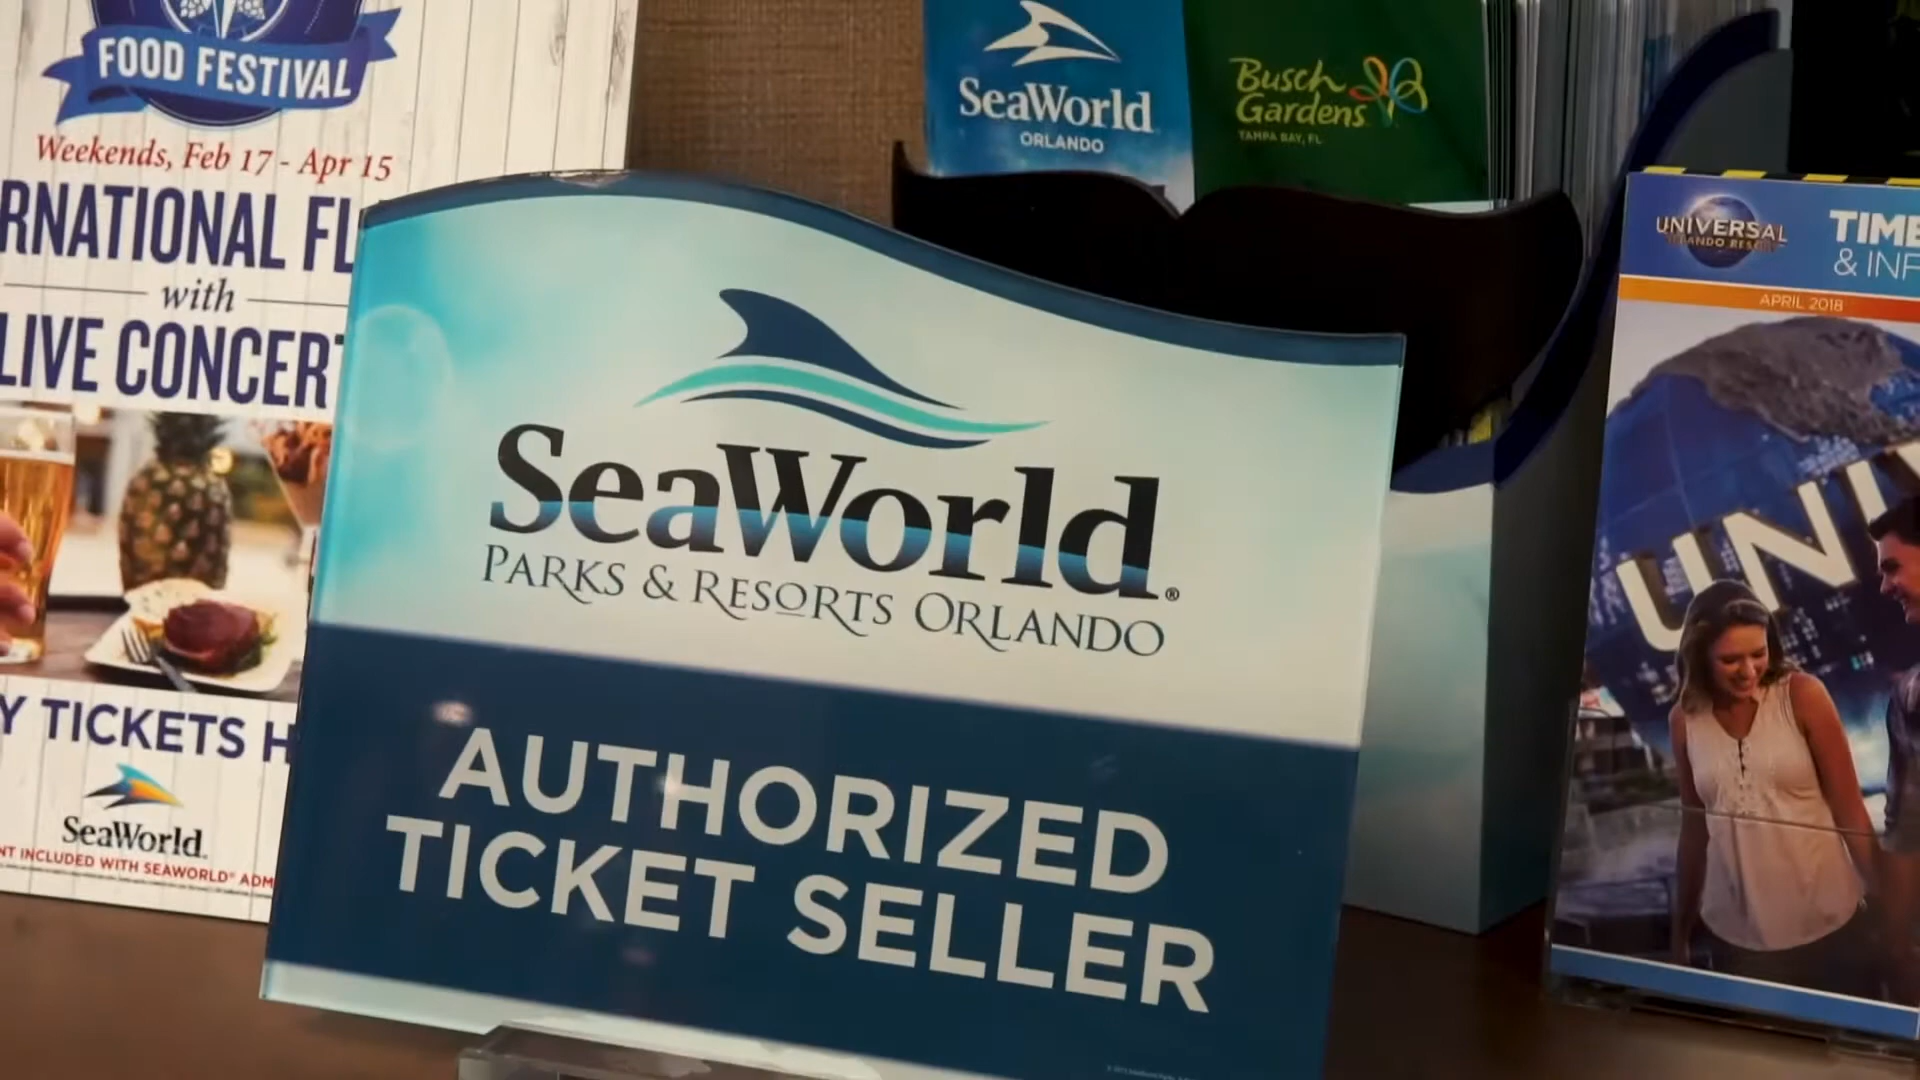 FOOD FESTIVAL
Weekends, Feb 17 - Apr 15
RNATIONAL FL
with
LIVE CONCERT
Y TICKETS H
SeaWorld.
NT INCLUDED WITH SEAWORLD® ADM
SeaWorld
ORLANDO
Busch
Gardens
TAMPA BAY, FL
SeaWorld®
PARKS & RESORTS ORLANDO
AUTHORIZED
TICKET SELLER
UNIVERSAL
ORLANDO RESORT
TIME
& INF
APRIL 2018
UNIV